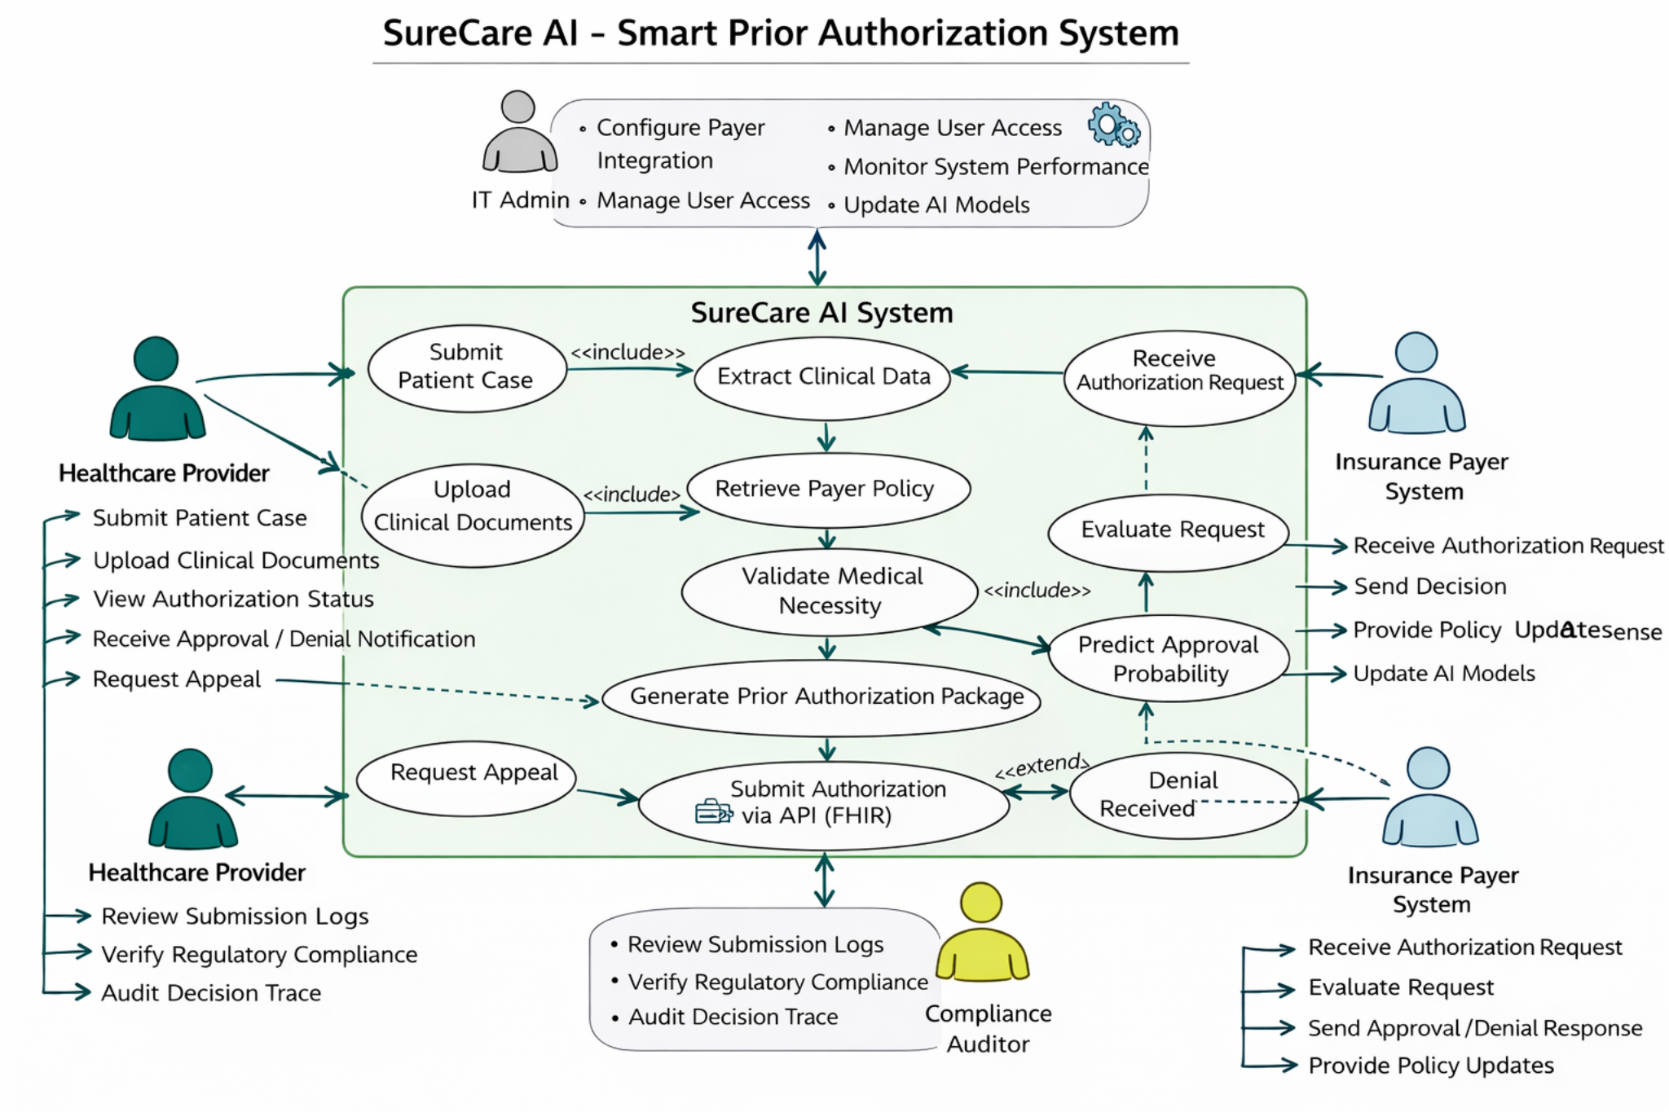 SureCare AI – Smart Prior Authorization System
IT Admin
• Configure Payer
Integration
• Manage User Access
• Manage User Access
• Monitor System Performance
• Update AI Models
SureCare AI System
Submit
Patient Case
<<include>>
Extract Clinical Data
Receive
Authorization Request
Healthcare Provider
Submit Patient Case
Upload Clinical Documents
View Authorization Status
Receive Approval / Denial Notification
Request Appeal
Upload
Clinical Documents
<<include>
Retrieve Payer Policy
Evaluate Request
Validate Medical
Necessity
<<include>>
Predict Approval
Probability
Generate Prior Authorization Package
Insurance Payer
System
Receive Authorization Request
Send Decision
Provide Policy
Update AI Models
Request Appeal
Submit Authorization
via API (FHIR)
<<extend>
Denial
Received
Healthcare Provider
Review Submission Logs
Verify Regulatory Compliance
Audit Decision Trace
• Review Submission Logs
• Verify Regulatory Compliance
• Audit Decision Trace
Compliance
Auditor
Insurance Payer
System
Receive Authorization Request
Evaluate Request
Send Approval /Denial Response
Provide Policy Updates